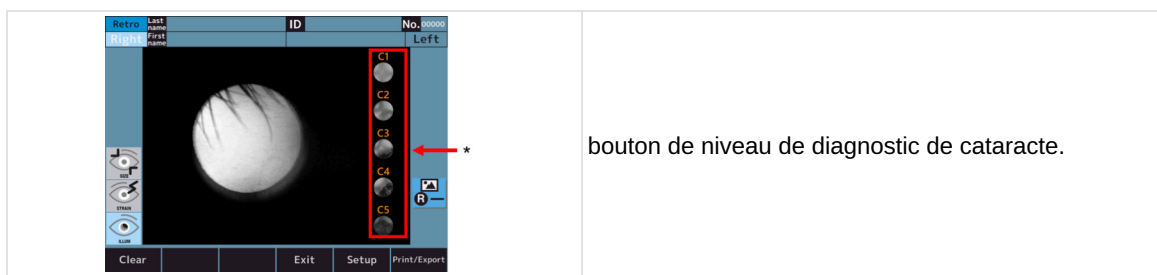 Retro Last name ID No. 00000
Right First name Left
C1
C2
C3
*
C4
C5
SIZE
STRAIN
ILLUM
R
Clear Exit Setup Print/Export
bouton de niveau de diagnostic de cataracte.